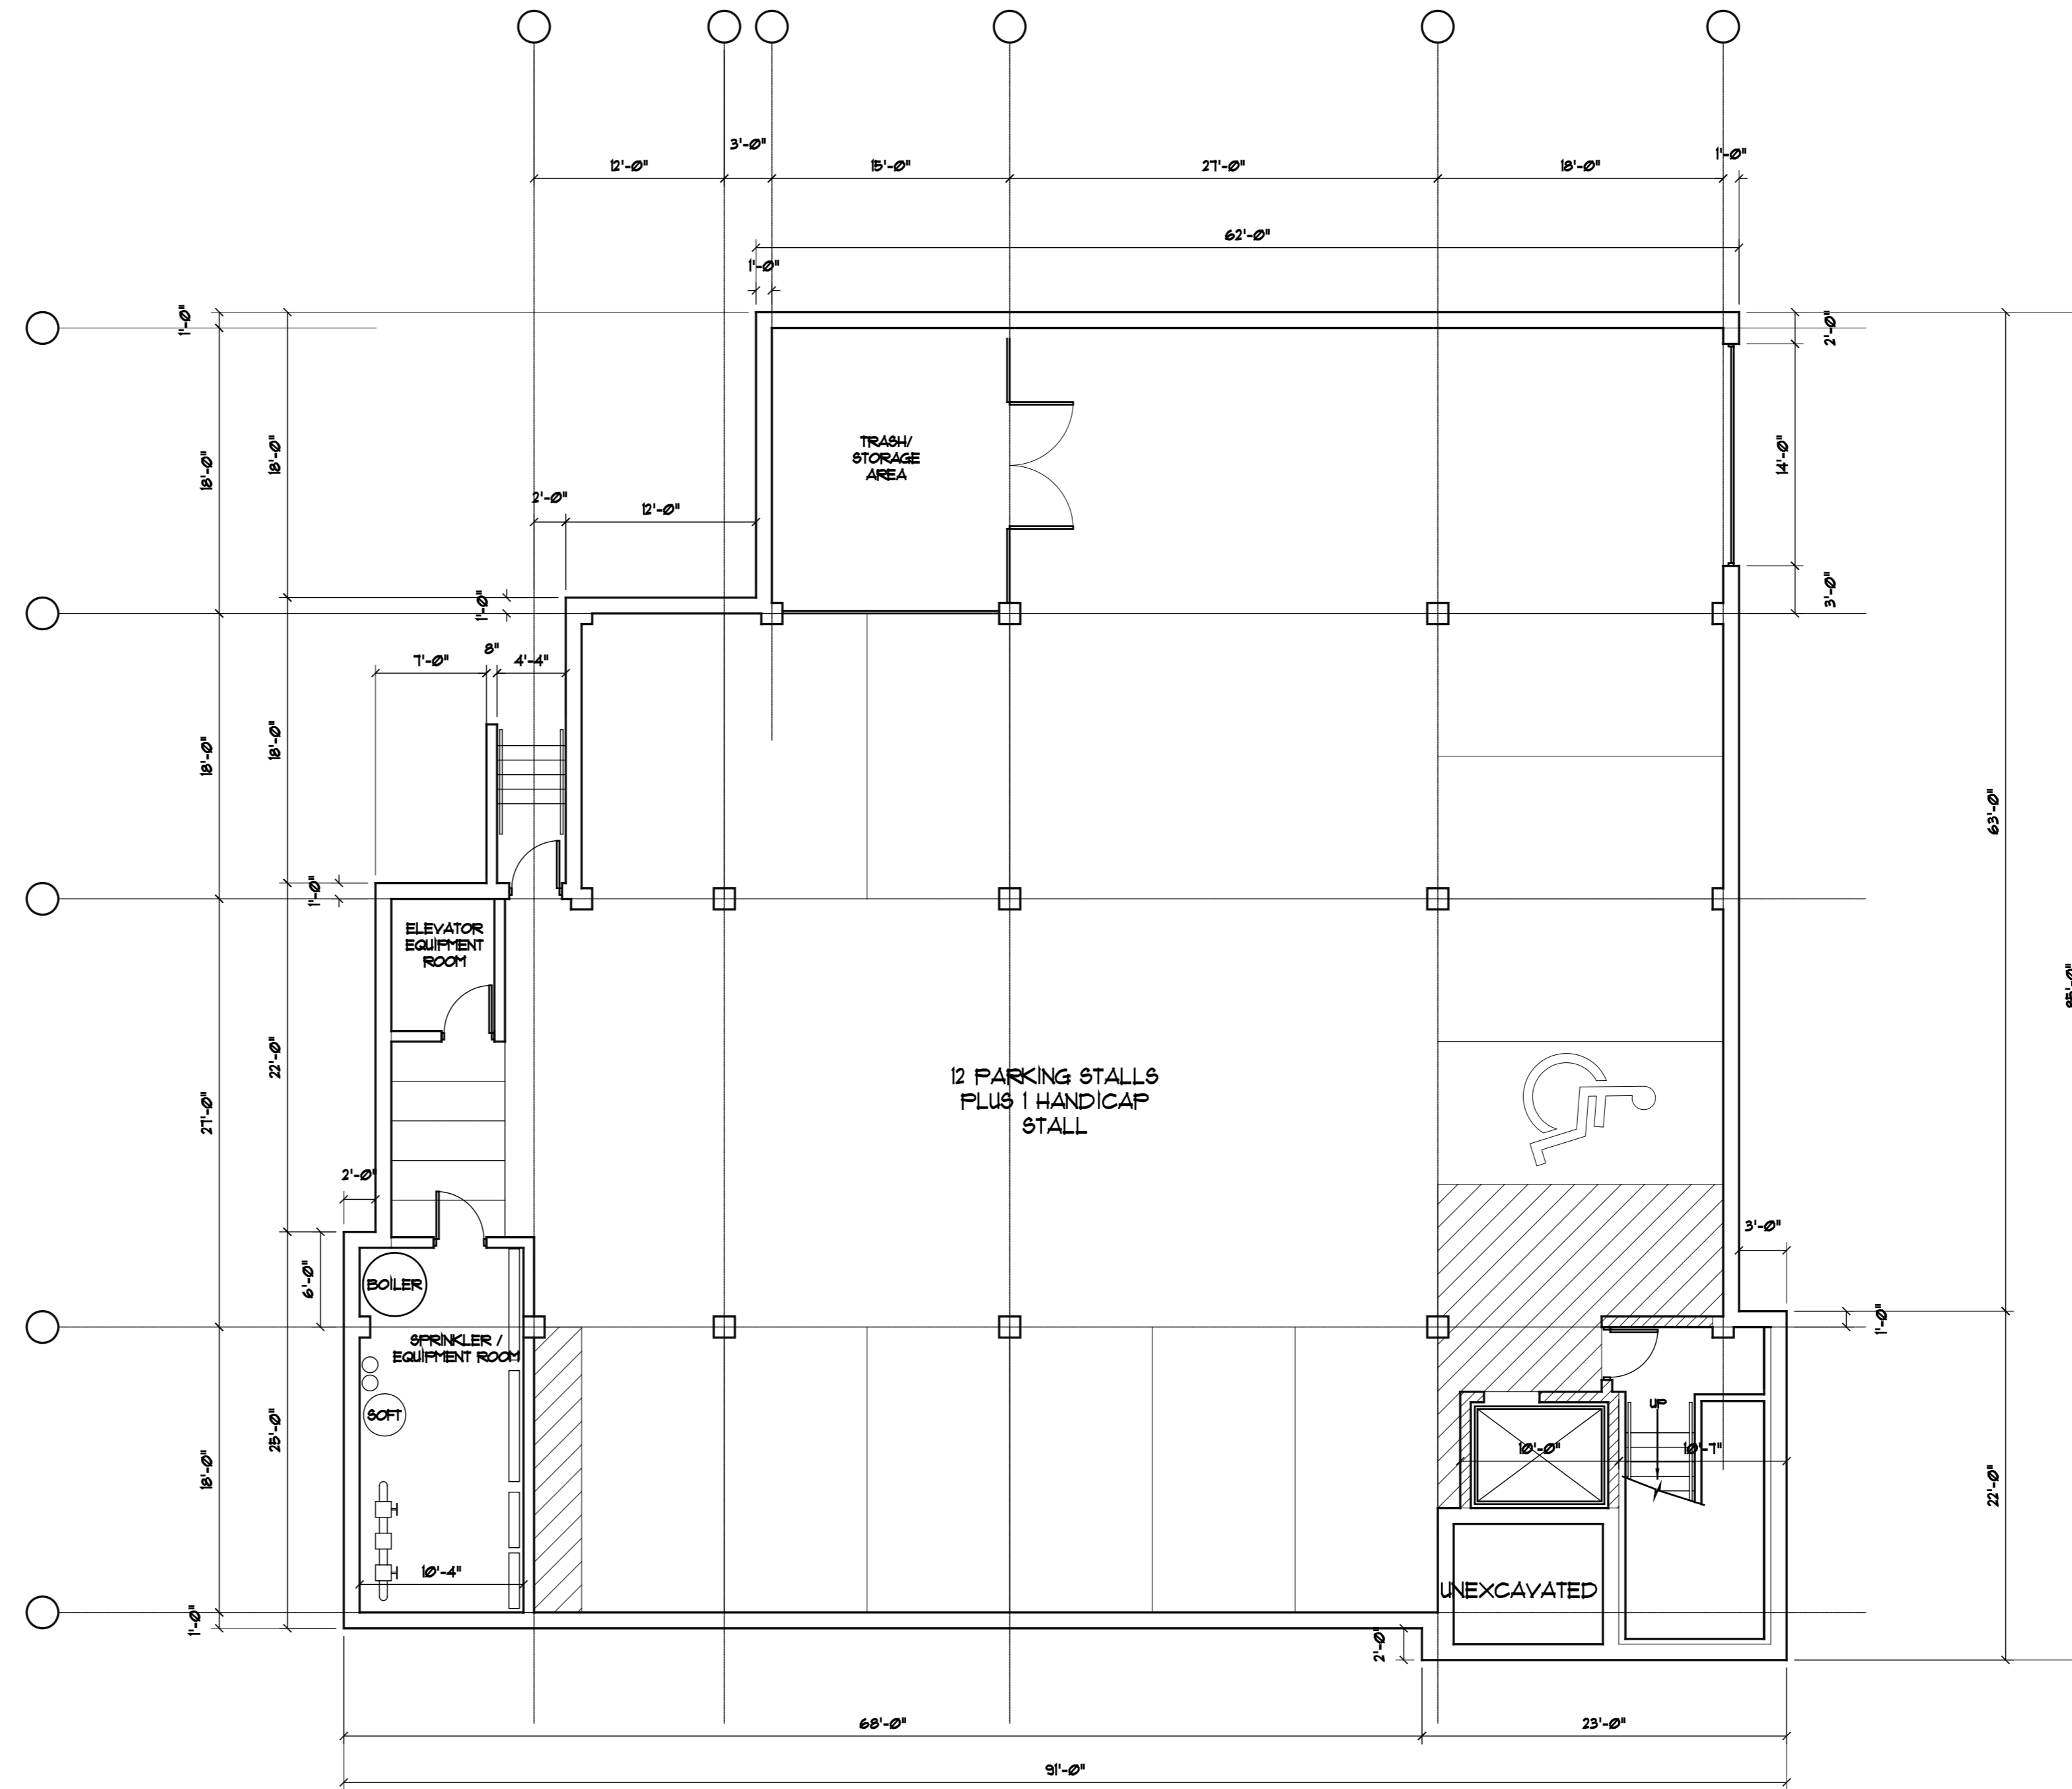 3'-0"
12'-0"
15'-0"
27'-0"
18'-0"
1'-0"
62'-0"
1'-0"
1'-0"
2'-0"
18'-0"
18'-0"
TRASH/
STORAGE
AREA
14'-0"
2'-0"
12'-0"
1'-0"
3'-0"
8"
7'-0"
4'-4"
18'-0"
18'-0"
63'-0"
1'-0"
ELEVATOR
EQUIPMENT
ROOM
85'-0"
22'-0"
27'-0"
12 PARKING STALLS
PLUS 1 HANDICAP
STALL
2'-0"
3'-0"
6'-0"
BOILER
1'-0"
SPRINKLER /
EQUIPMENT ROOM
UP
SOFT
25'-0"
18'-0"
10'-0"
10'-7"
22'-0"
10'-4"
UNEXCAVATED
1'-0"
2'-0"
68'-0"
23'-0"
91'-0"